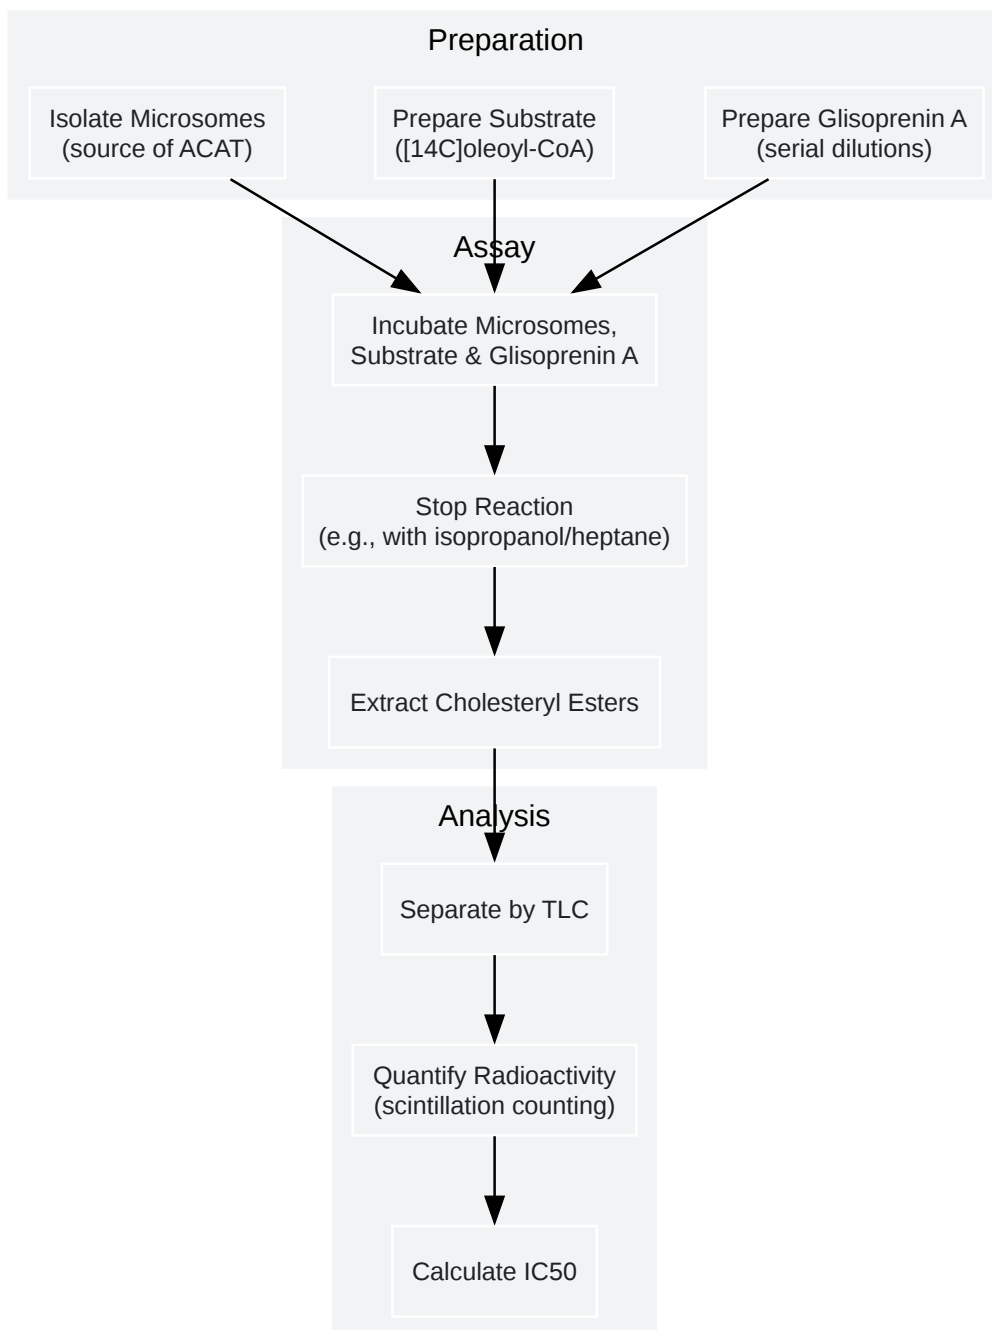 Preparation
Isolate Microsomes
(source of ACAT)
Prepare Substrate
([14C]oleoyl-CoA)
Prepare Glisoprenin A
(serial dilutions)
Assay
Incubate Microsomes,
Substrate & Glisoprenin A
Stop Reaction
(e.g., with isopropanol/heptane)
Extract Cholesteryl Esters
Analysis
Separate by TLC
Quantify Radioactivity
(scintillation counting)
Calculate IC50